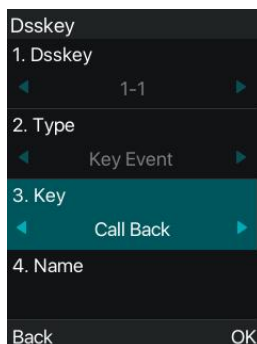 Dsskey
1. Dsskey
1-1
2. Type
Key Event
3. Key
Call Back
4. Name
Back OK